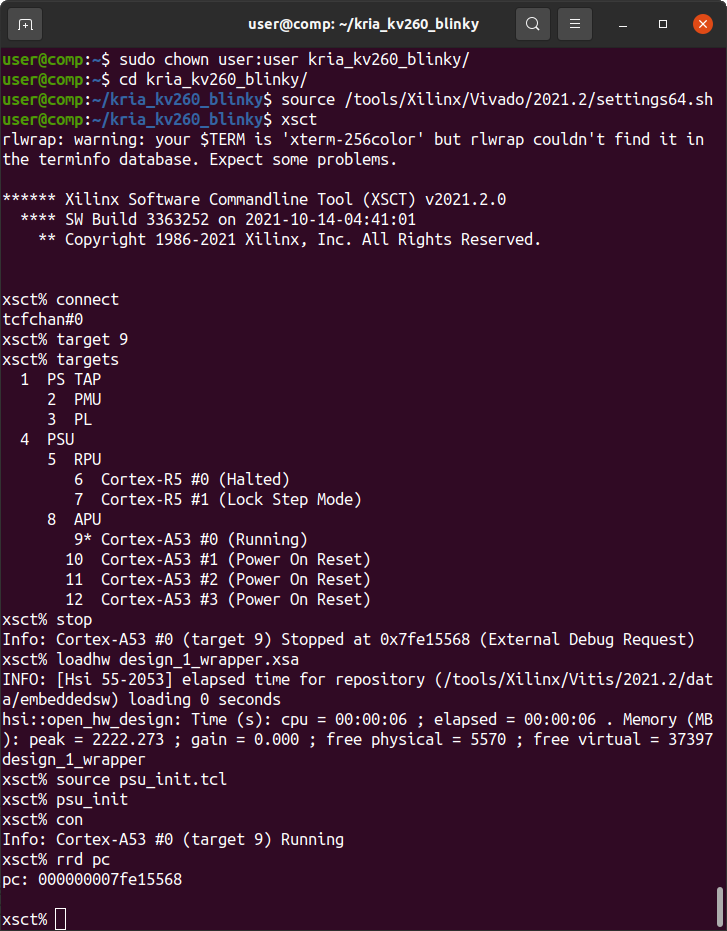 user@comp: ~/kria_kv260_blinky
user@comp:~$ sudo chown user:user kria_kv260_blinky/
user@comp:~$ cd kria_kv260_blinky/
user@comp:~/kria_kv260_blinky$ source /tools/Xilinx/Vivado/2021.2/settings64.sh
user@comp:~/kria_kv260_blinky$ xsct
rlwrap: warning: your $TERM is 'xterm-256color' but rlwrap couldn't find it in
the terminfo database. Expect some problems.

****** Xilinx Software Commandline Tool (XSCT) v2021.2.0
  **** SW Build 3363252 on 2021-10-14-04:41:01
    ** Copyright 1986-2021 Xilinx, Inc. All Rights Reserved.


xsct% connect
tcfchan#0
xsct% target 9
xsct% targets
  1  PS TAP
     2  PMU
     3  PL
  4  PSU
     5  RPU
        6  Cortex-R5 #0 (Halted)
        7  Cortex-R5 #1 (Lock Step Mode)
     8  APU
        9* Cortex-A53 #0 (Running)
       10  Cortex-A53 #1 (Power On Reset)
       11  Cortex-A53 #2 (Power On Reset)
       12  Cortex-A53 #3 (Power On Reset)
xsct% stop
Info: Cortex-A53 #0 (target 9) Stopped at 0x7fe15568 (External Debug Request)
xsct% loadhw design_1_wrapper.xsa
INFO: [Hsi 55-2053] elapsed time for repository (/tools/Xilinx/Vitis/2021.2/dat
a/embeddedsw) loading 0 seconds
hsi::open_hw_design: Time (s): cpu = 00:00:06 ; elapsed = 00:00:06 . Memory (MB
): peak = 2222.273 ; gain = 0.000 ; free physical = 5570 ; free virtual = 37397
design_1_wrapper
xsct% source psu_init.tcl
xsct% psu_init
xsct% con
Info: Cortex-A53 #0 (target 9) Running
xsct% rrd pc
pc: 000000007fe15568

xsct%